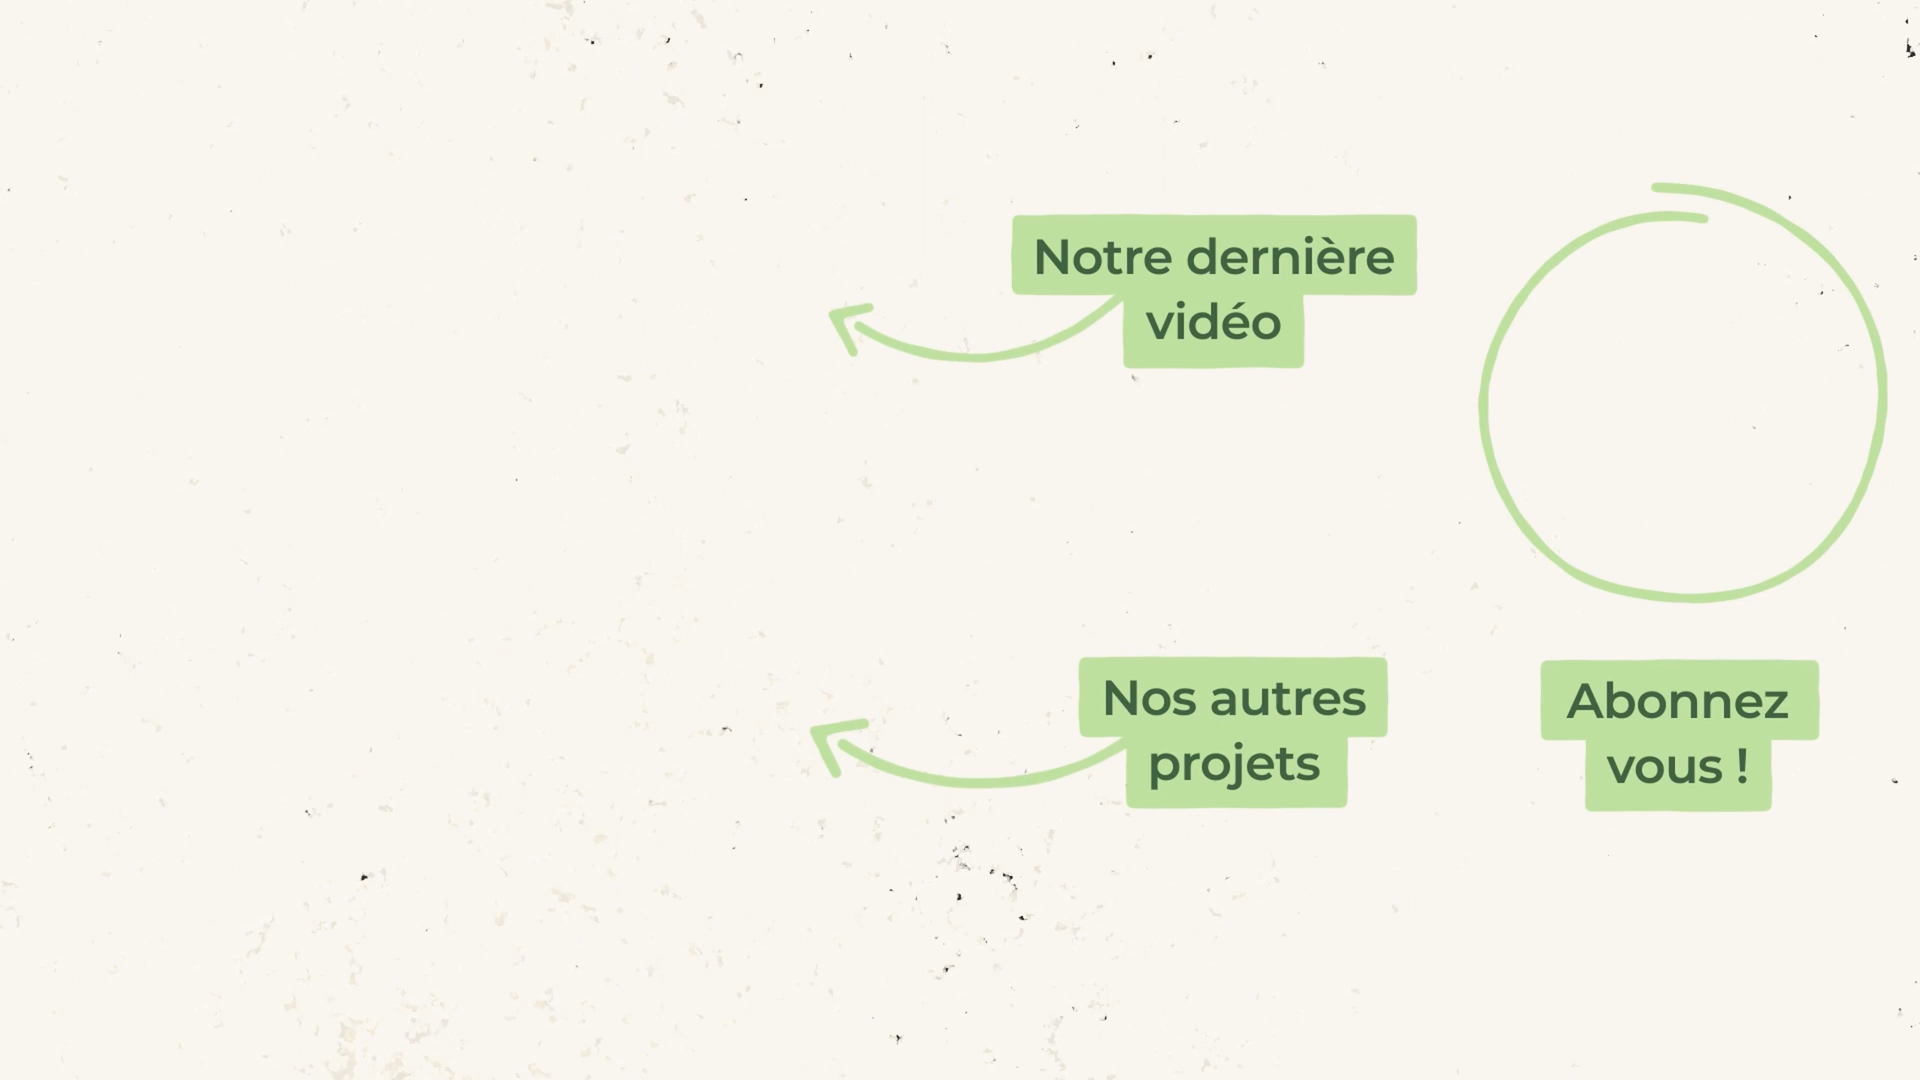 Notre dernière
vidéo
Nos autres
projets
Abonnez
vous !